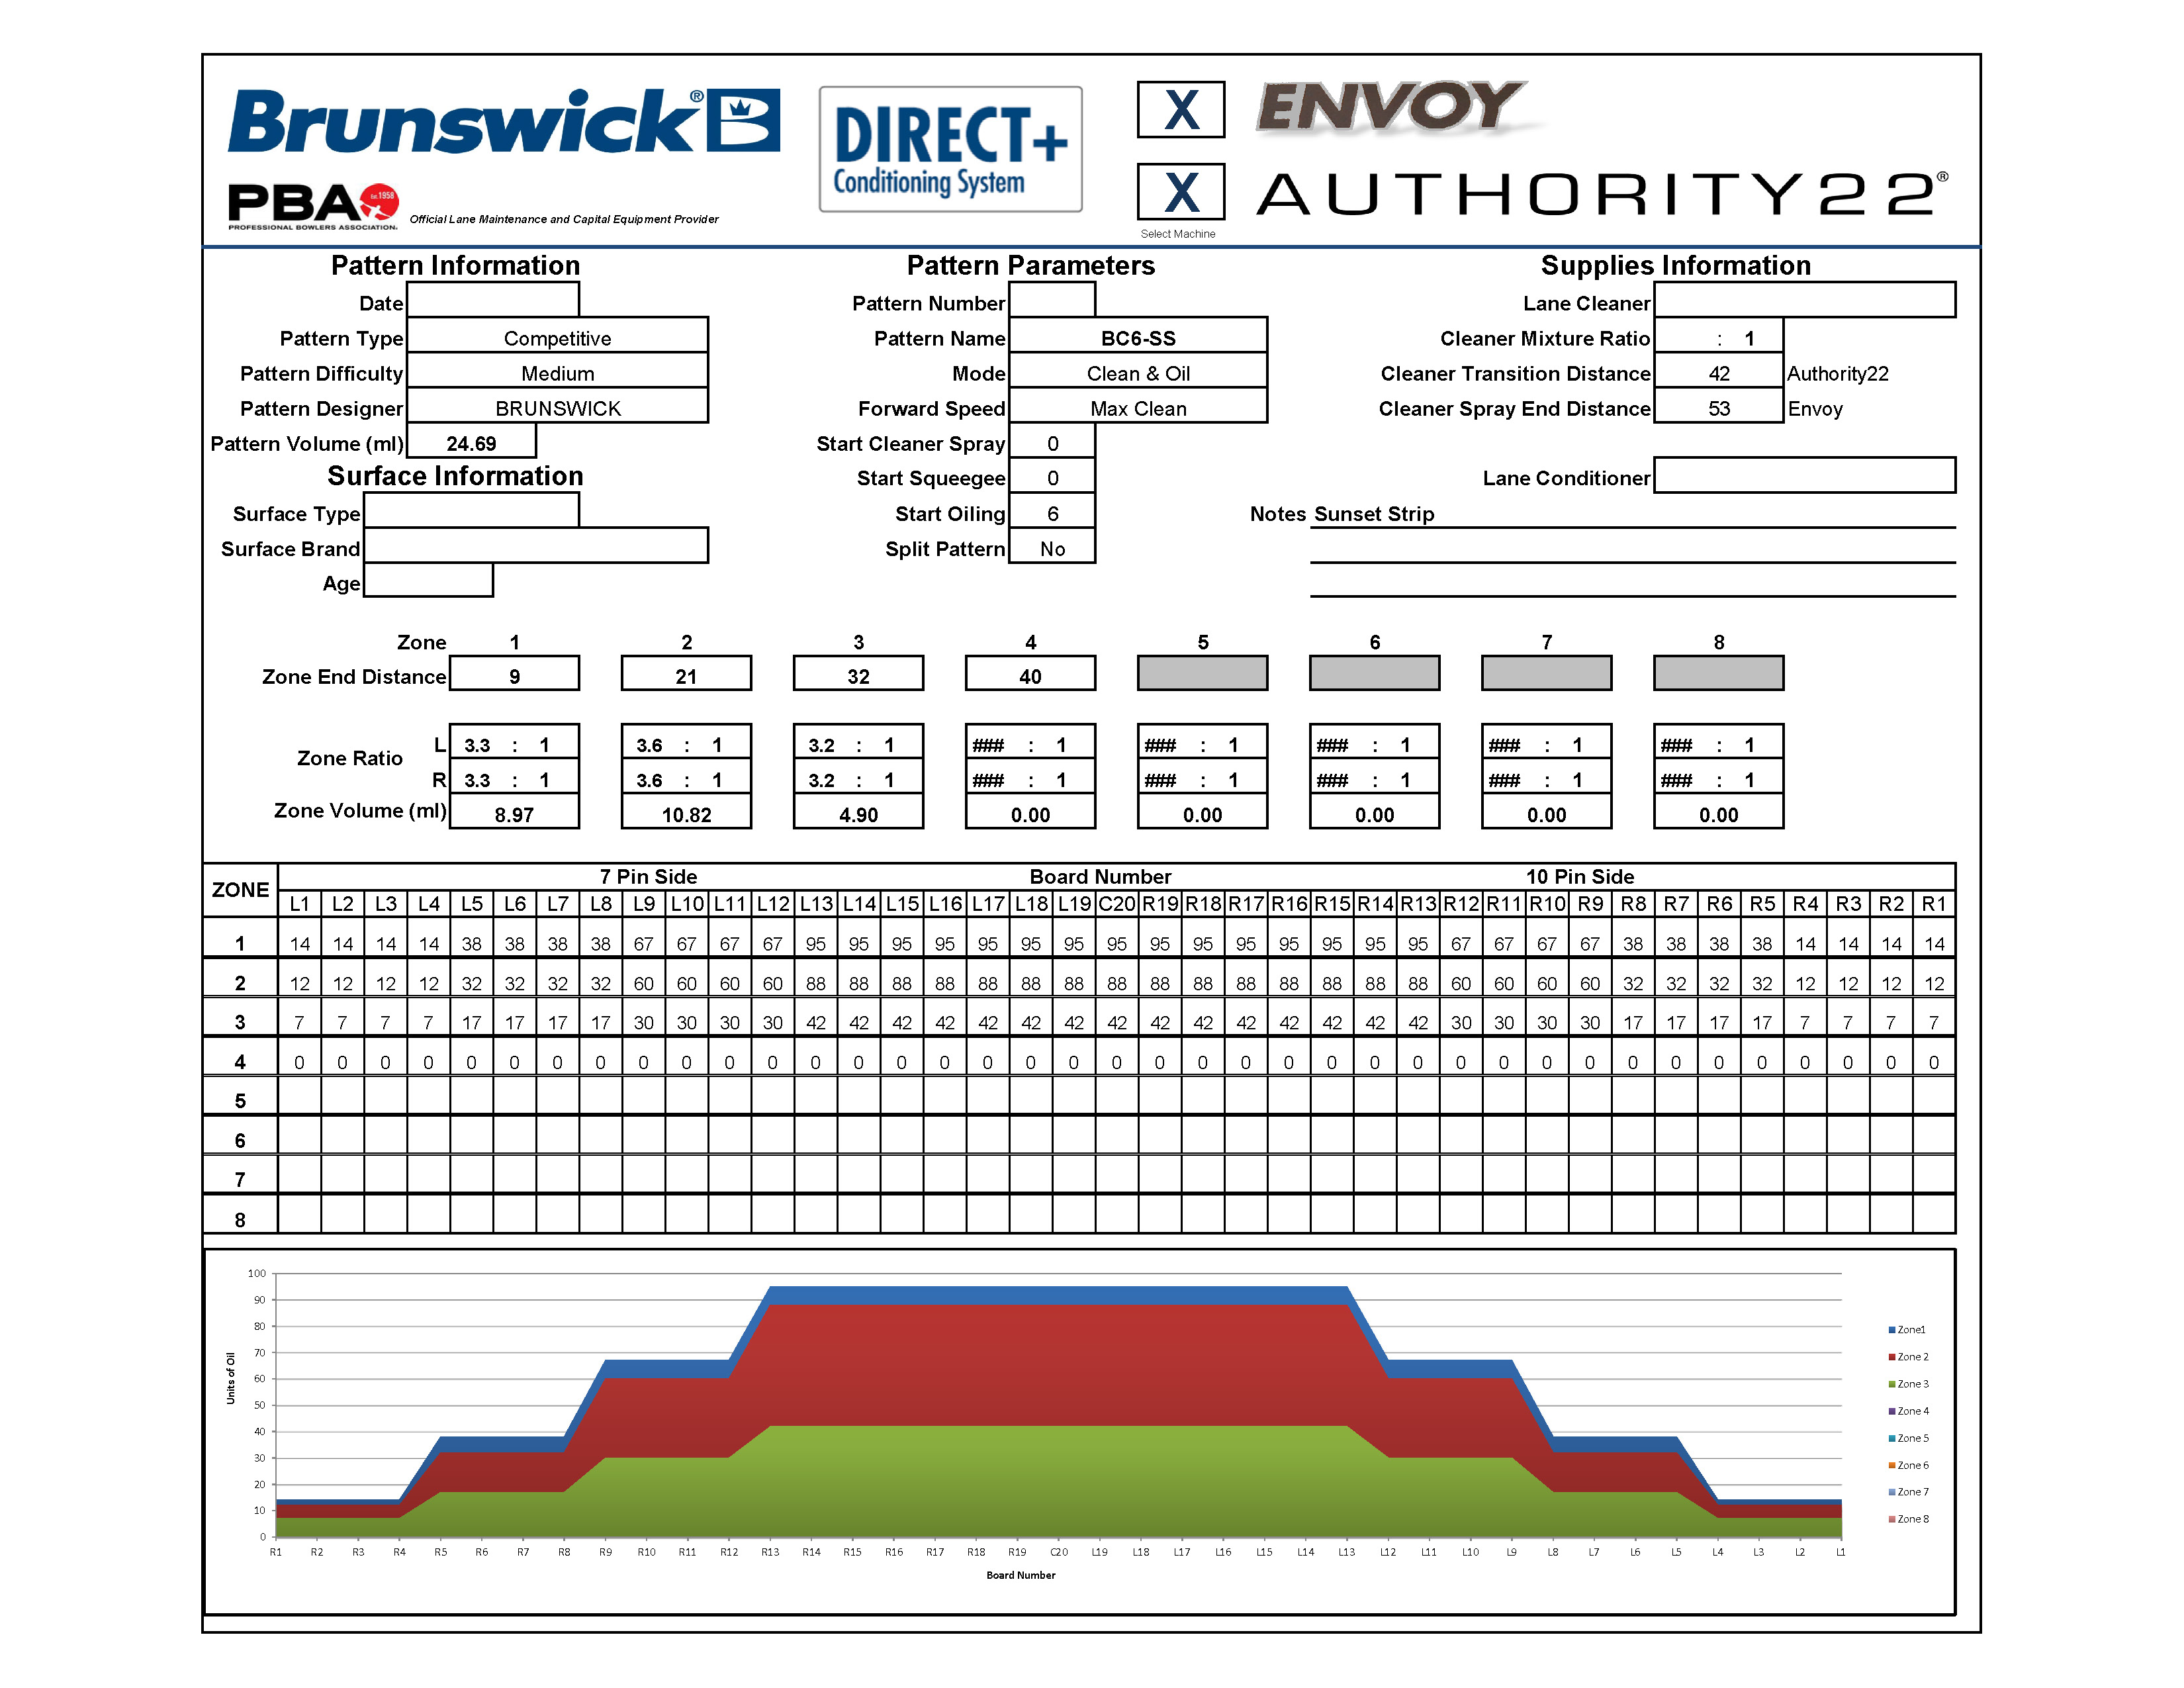 Brunswick® B
DIRECT+
Conditioning System
X ENVOY
X AUTHORITY22®
Select Machine
PBA est.1958
PROFESSIONAL BOWLERS ASSOCIATION.
Official Lane Maintenance and Capital Equipment Provider
Pattern Information
Date
Pattern Type Competitive
Pattern Difficulty Medium
Pattern Designer BRUNSWICK
Pattern Volume (ml) 24.69
Surface Information
Surface Type
Surface Brand
Age
Pattern Parameters
Pattern Number
Pattern Name BC6-SS
Mode Clean & Oil
Forward Speed Max Clean
Start Cleaner Spray 0
Start Squeegee 0
Start Oiling 6
Split Pattern No
Supplies Information
Lane Cleaner
Cleaner Mixture Ratio : 1
Cleaner Transition Distance 42 Authority22
Cleaner Spray End Distance 53 Envoy
Lane Conditioner
Notes Sunset Strip
Zone 1 2 3 4 5 6 7 8
Zone End Distance 9 21 32 40
Zone Ratio
L 3.3 : 1 3.6 : 1 3.2 : 1 ### : 1 ### : 1 ### : 1 ### : 1 ### : 1
R 3.3 : 1 3.6 : 1 3.2 : 1 ### : 1 ### : 1 ### : 1 ### : 1 ### : 1
Zone Volume (ml) 8.97 10.82 4.90 0.00 0.00 0.00 0.00 0.00
ZONE 7 Pin Side Board Number 10 Pin Side
L1 L2 L3 L4 L5 L6 L7 L8 L9 L10 L11 L12 L13 L14 L15 L16 L17 L18 L19 C20 R19 R18 R17 R16 R15 R14 R13 R12 R11 R10 R9 R8 R7 R6 R5 R4 R3 R2 R1
1 14 14 14 14 38 38 38 38 67 67 67 67 95 95 95 95 95 95 95 95 95 95 95 95 95 95 95 67 67 67 67 38 38 38 38 14 14 14 14
2 12 12 12 12 32 32 32 32 60 60 60 60 88 88 88 88 88 88 88 88 88 88 88 88 88 88 88 60 60 60 60 32 32 32 32 12 12 12 12
3 7 7 7 7 17 17 17 17 30 30 30 30 42 42 42 42 42 42 42 42 42 42 42 42 42 42 42 30 30 30 30 17 17 17 17 7 7 7 7
4 0 0 0 0 0 0 0 0 0 0 0 0 0 0 0 0 0 0 0 0 0 0 0 0 0 0 0 0 0 0 0 0 0 0 0 0 0 0 0
5
6
7
8
Units of Oil
100
90
80
70
60
50
40
30
20
10
0
R1 R2 R3 R4 R5 R6 R7 R8 R9 R10 R11 R12 R13 R14 R15 R16 R17 R18 R19 C20 L19 L18 L17 L16 L15 L14 L13 L12 L11 L10 L9 L8 L7 L6 L5 L4 L3 L2 L1
Board Number
Zone1
Zone 2
Zone 3
Zone 4
Zone 5
Zone 6
Zone 7
Zone 8